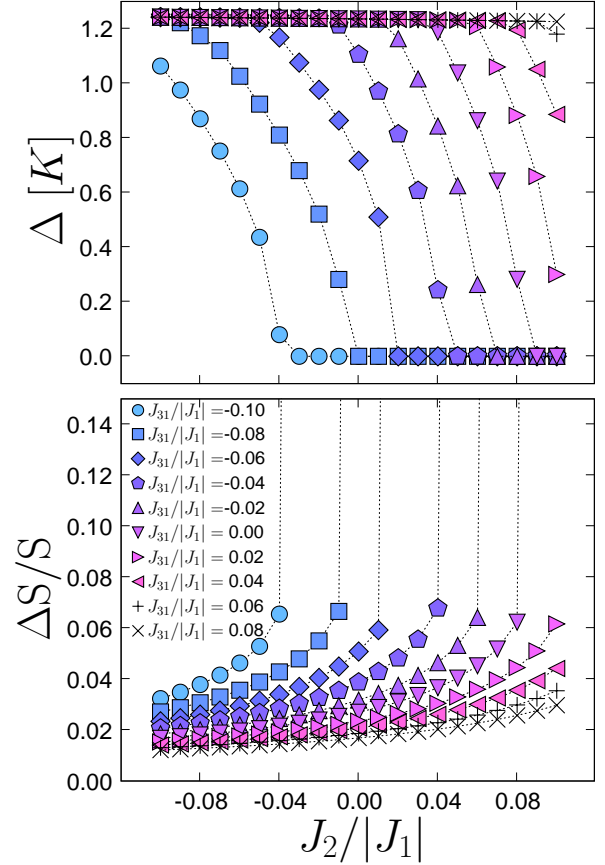 Δ [K]
1.2
1.0
0.8
0.6
0.4
0.2
0.0
ΔS/S
0.14
0.12
0.10
0.08
0.06
0.04
0.02
0.00
J₃₁/|J₁| =-0.10
J₃₁/|J₁| =-0.08
J₃₁/|J₁| =-0.06
J₃₁/|J₁| =-0.04
J₃₁/|J₁| =-0.02
J₃₁/|J₁| = 0.00
J₃₁/|J₁| = 0.02
J₃₁/|J₁| = 0.04
J₃₁/|J₁| = 0.06
J₃₁/|J₁| = 0.08
-0.08 -0.04 0.00 0.04 0.08
J₂/|J₁|